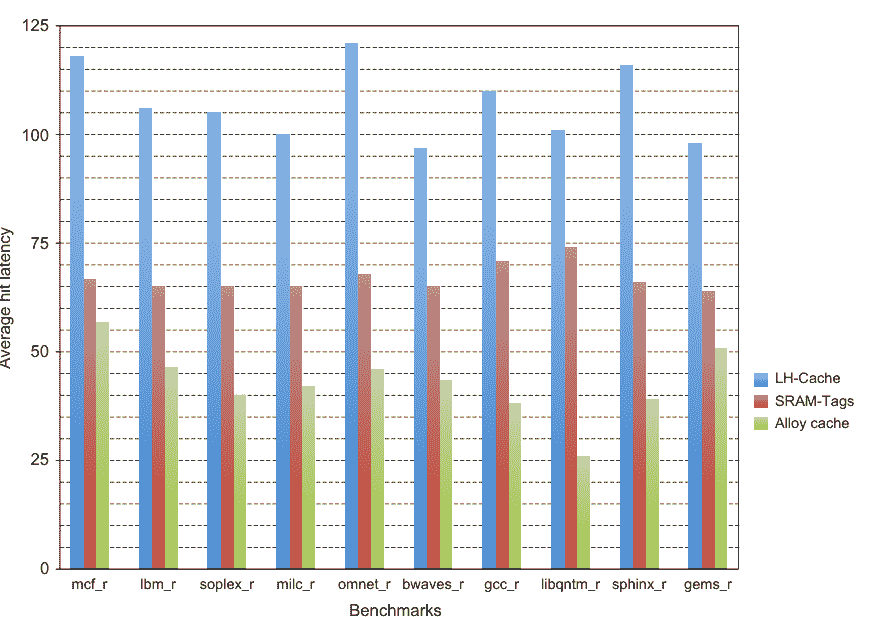 125
100
75
50
25
0
Average hit latency
mcf_r lbm_r soplex_r milc_r omnet_r bwaves_r gcc_r libqntm_r sphinx_r gems_r
Benchmarks
LH-Cache
SRAM-Tags
Alloy cache